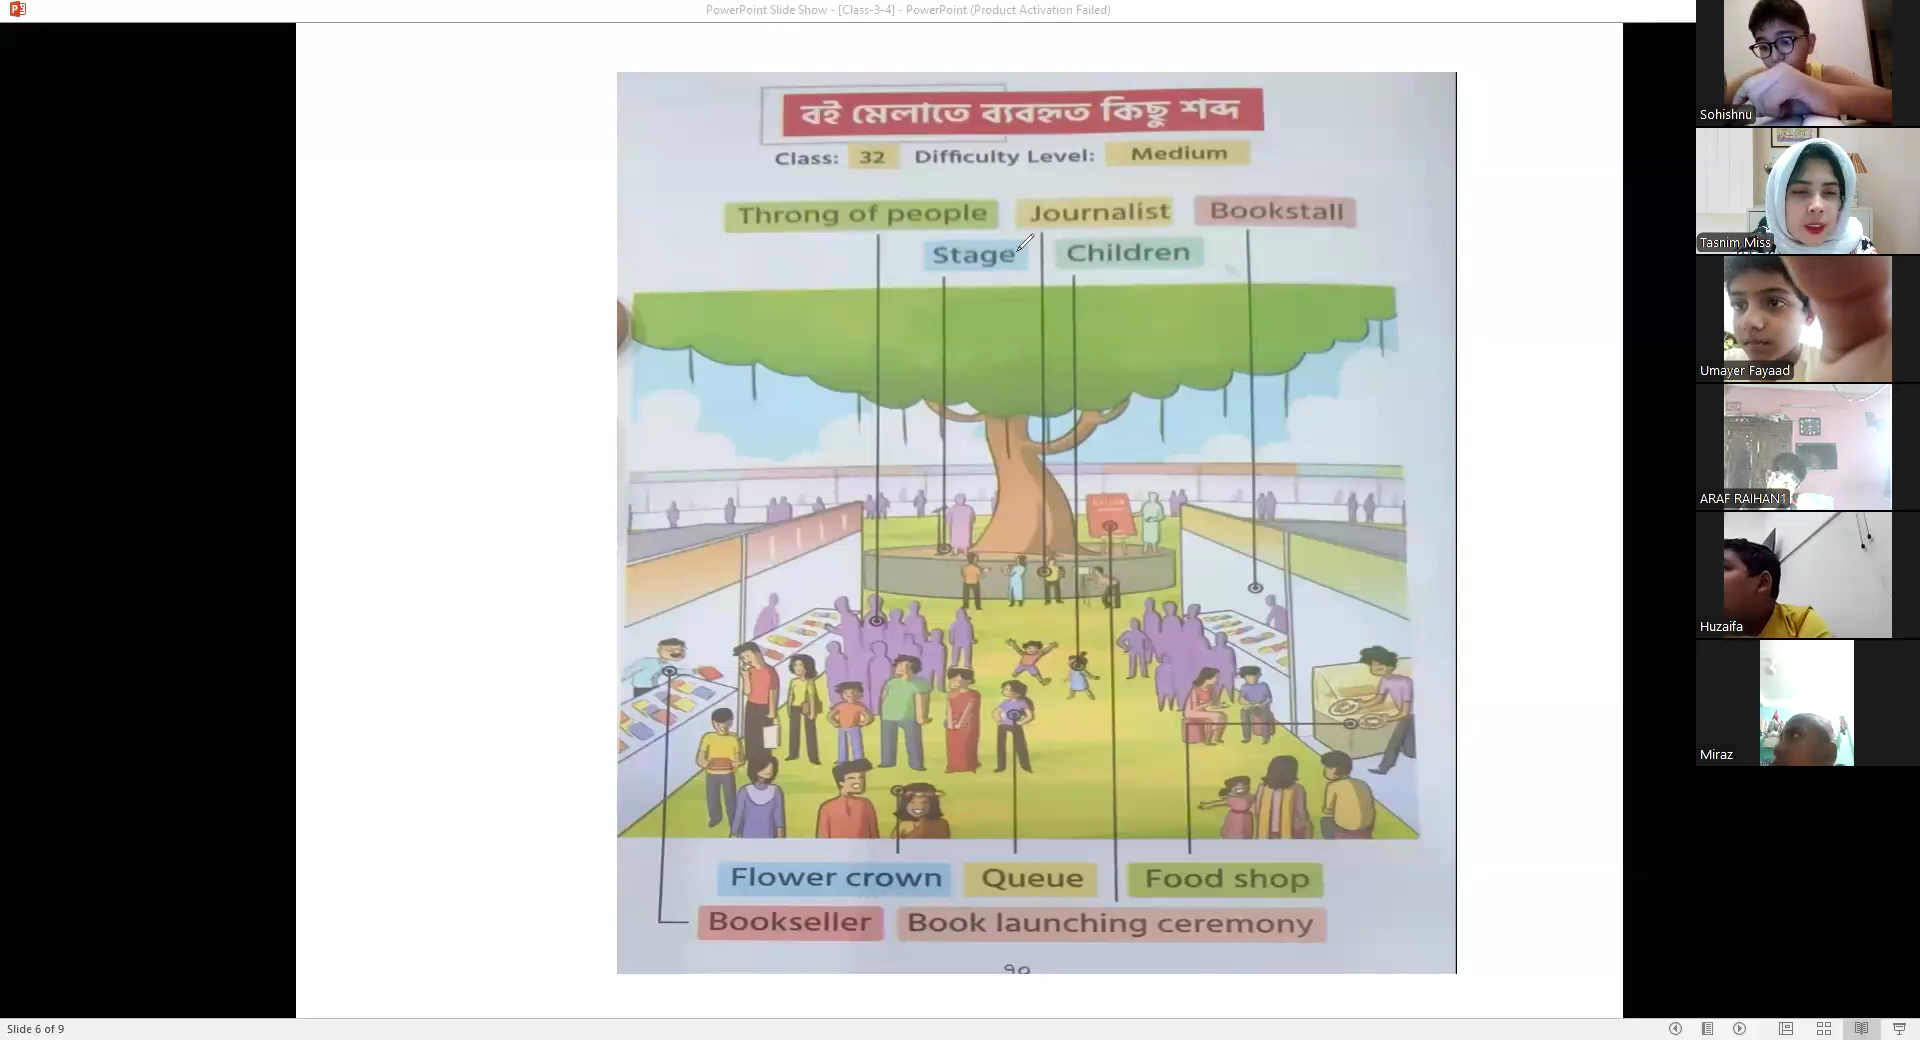 PowerPoint Slide Show - [Class-3-4] - PowerPoint (Product Activation Failed)
বই মেলাতে ব্যবহৃত কিছু শব্দ
Class: 32 Difficulty Level: Medium
Throng of people Journalist Bookstall
Stage Children
Flower crown Queue Food shop
Bookseller Book launching ceremony
৭০
Sohishnu
Tasnim Miss
Umayer Fayaad
ARAF RAIHAN1
Huzaifa
Miraz
Slide 6 of 9